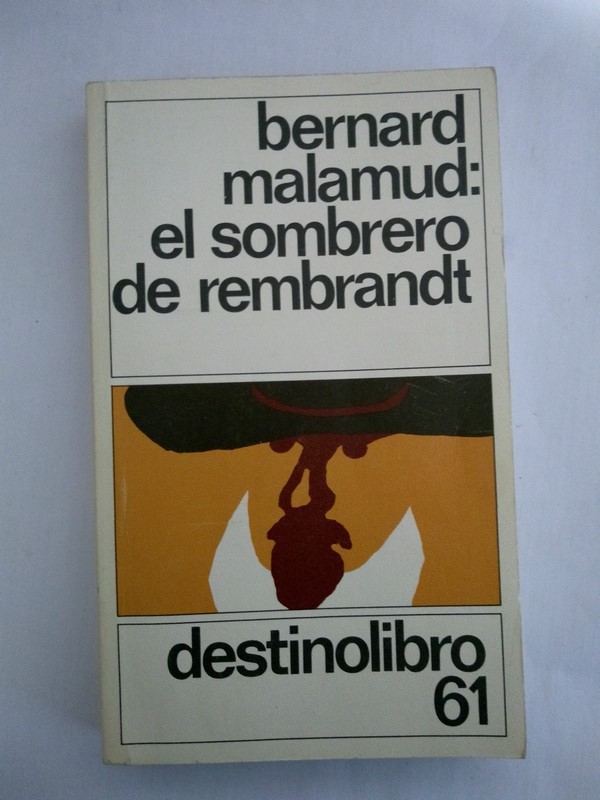 bernard
malamud:
el sombrero
de rembrandt
destinolibro
61